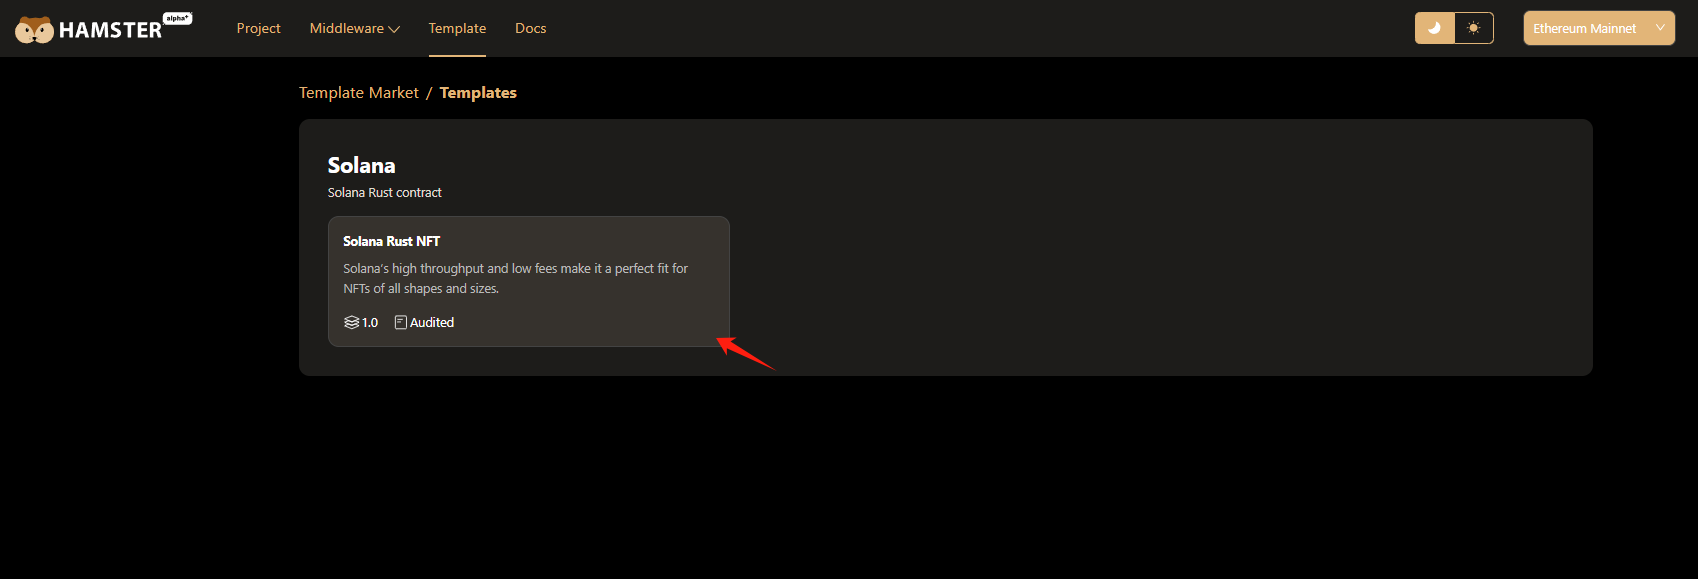 HAMSTER alpha+ Project Middleware Template Docs Ethereum Mainnet
Template Market / Templates
Solana
Solana Rust contract
Solana Rust NFT
Solana's high throughput and low fees make it a perfect fit for
NFTs of all shapes and sizes.
1.0 Audited